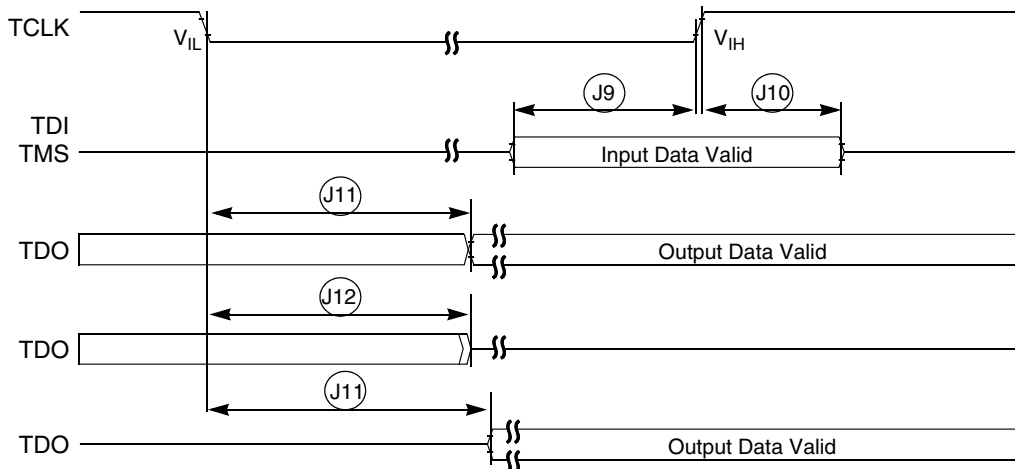 TCLK
VIL
VIH
J9
J10
TDI
TMS
Input Data Valid
J11
TDO
Output Data Valid
J12
TDO
J11
TDO
Output Data Valid